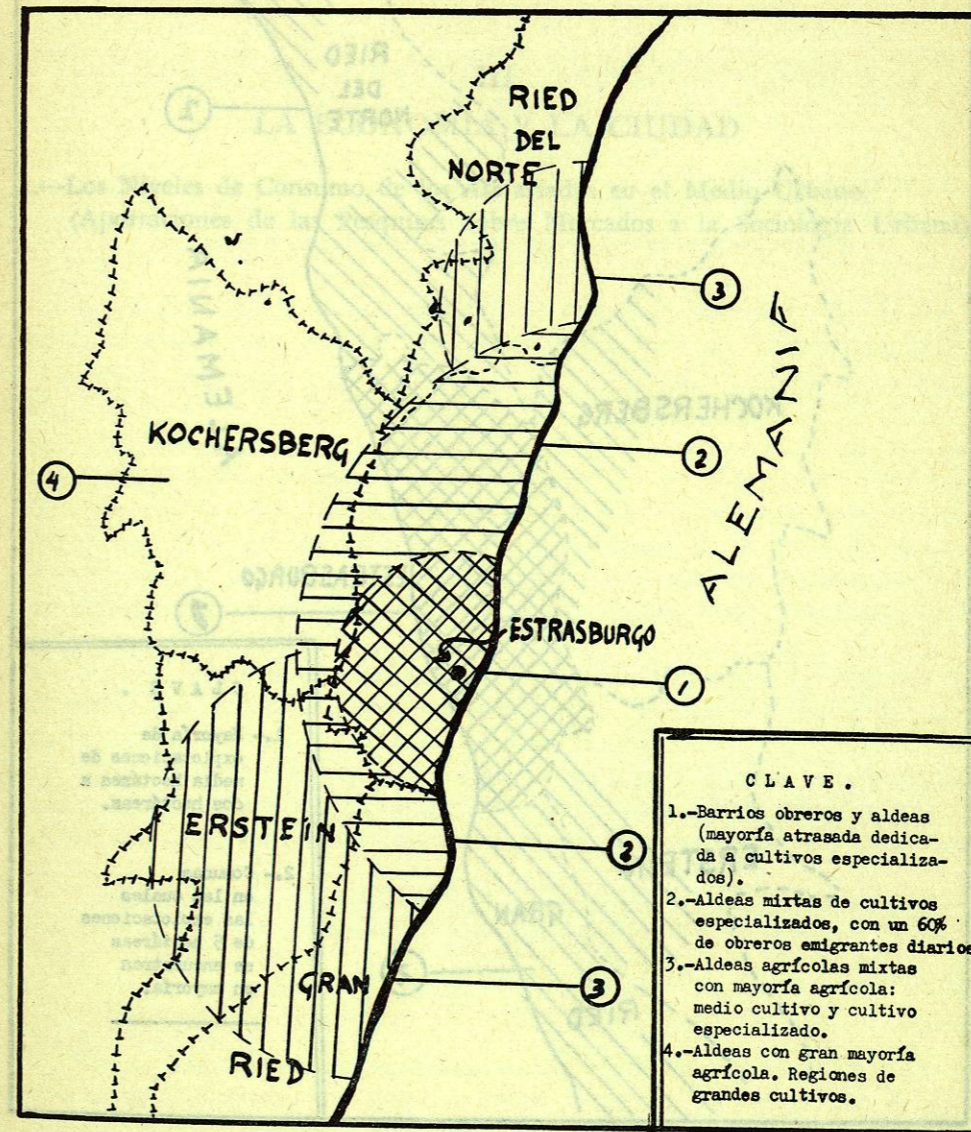 RIED
DEL
NORTE
3
KOCHERSBERG
2
4
ALEMANIA
ESTRASBURGO
1
ERSTEIN
2
GRAN
3
RIED
CLAVE.
1.-Barrios obreros y aldeas
(mayoría atrasada dedica-
da a cultivos especializa-
dos).
2.-Aldeas mixtas de cultivos
especializados, con un 60%
de obreros emigrantes diarios
3.-Aldeas agrícolas mixtas
con mayoría agrícola:
medio cultivo y cultivo
especializado.
4.-Aldeas con gran mayoría
agrícola. Regiones de
grandes cultivos.